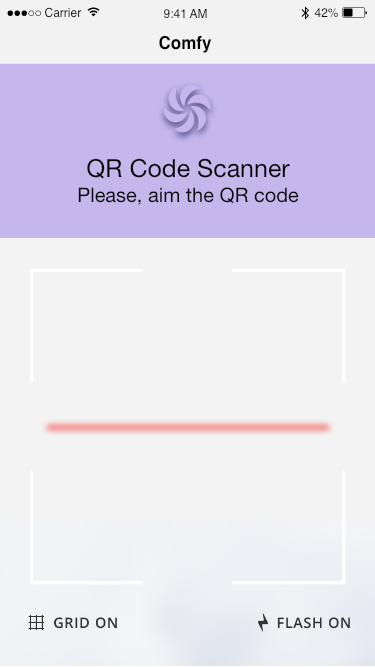 Carrier 9:41 AM 42%
Comfy
QR Code Scanner
Please, aim the QR code
GRID ON FLASH ON